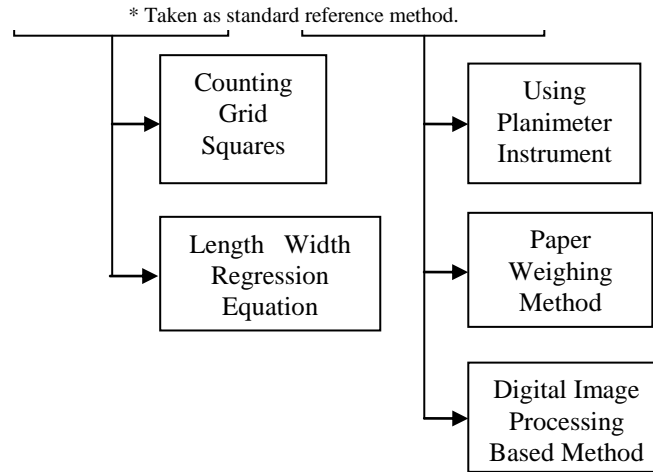 * Taken as standard reference method.
Counting
Grid
Squares
Length Width
Regression
Equation
Using
Planimeter
Instrument
Paper
Weighing
Method
Digital Image
Processing
Based Method